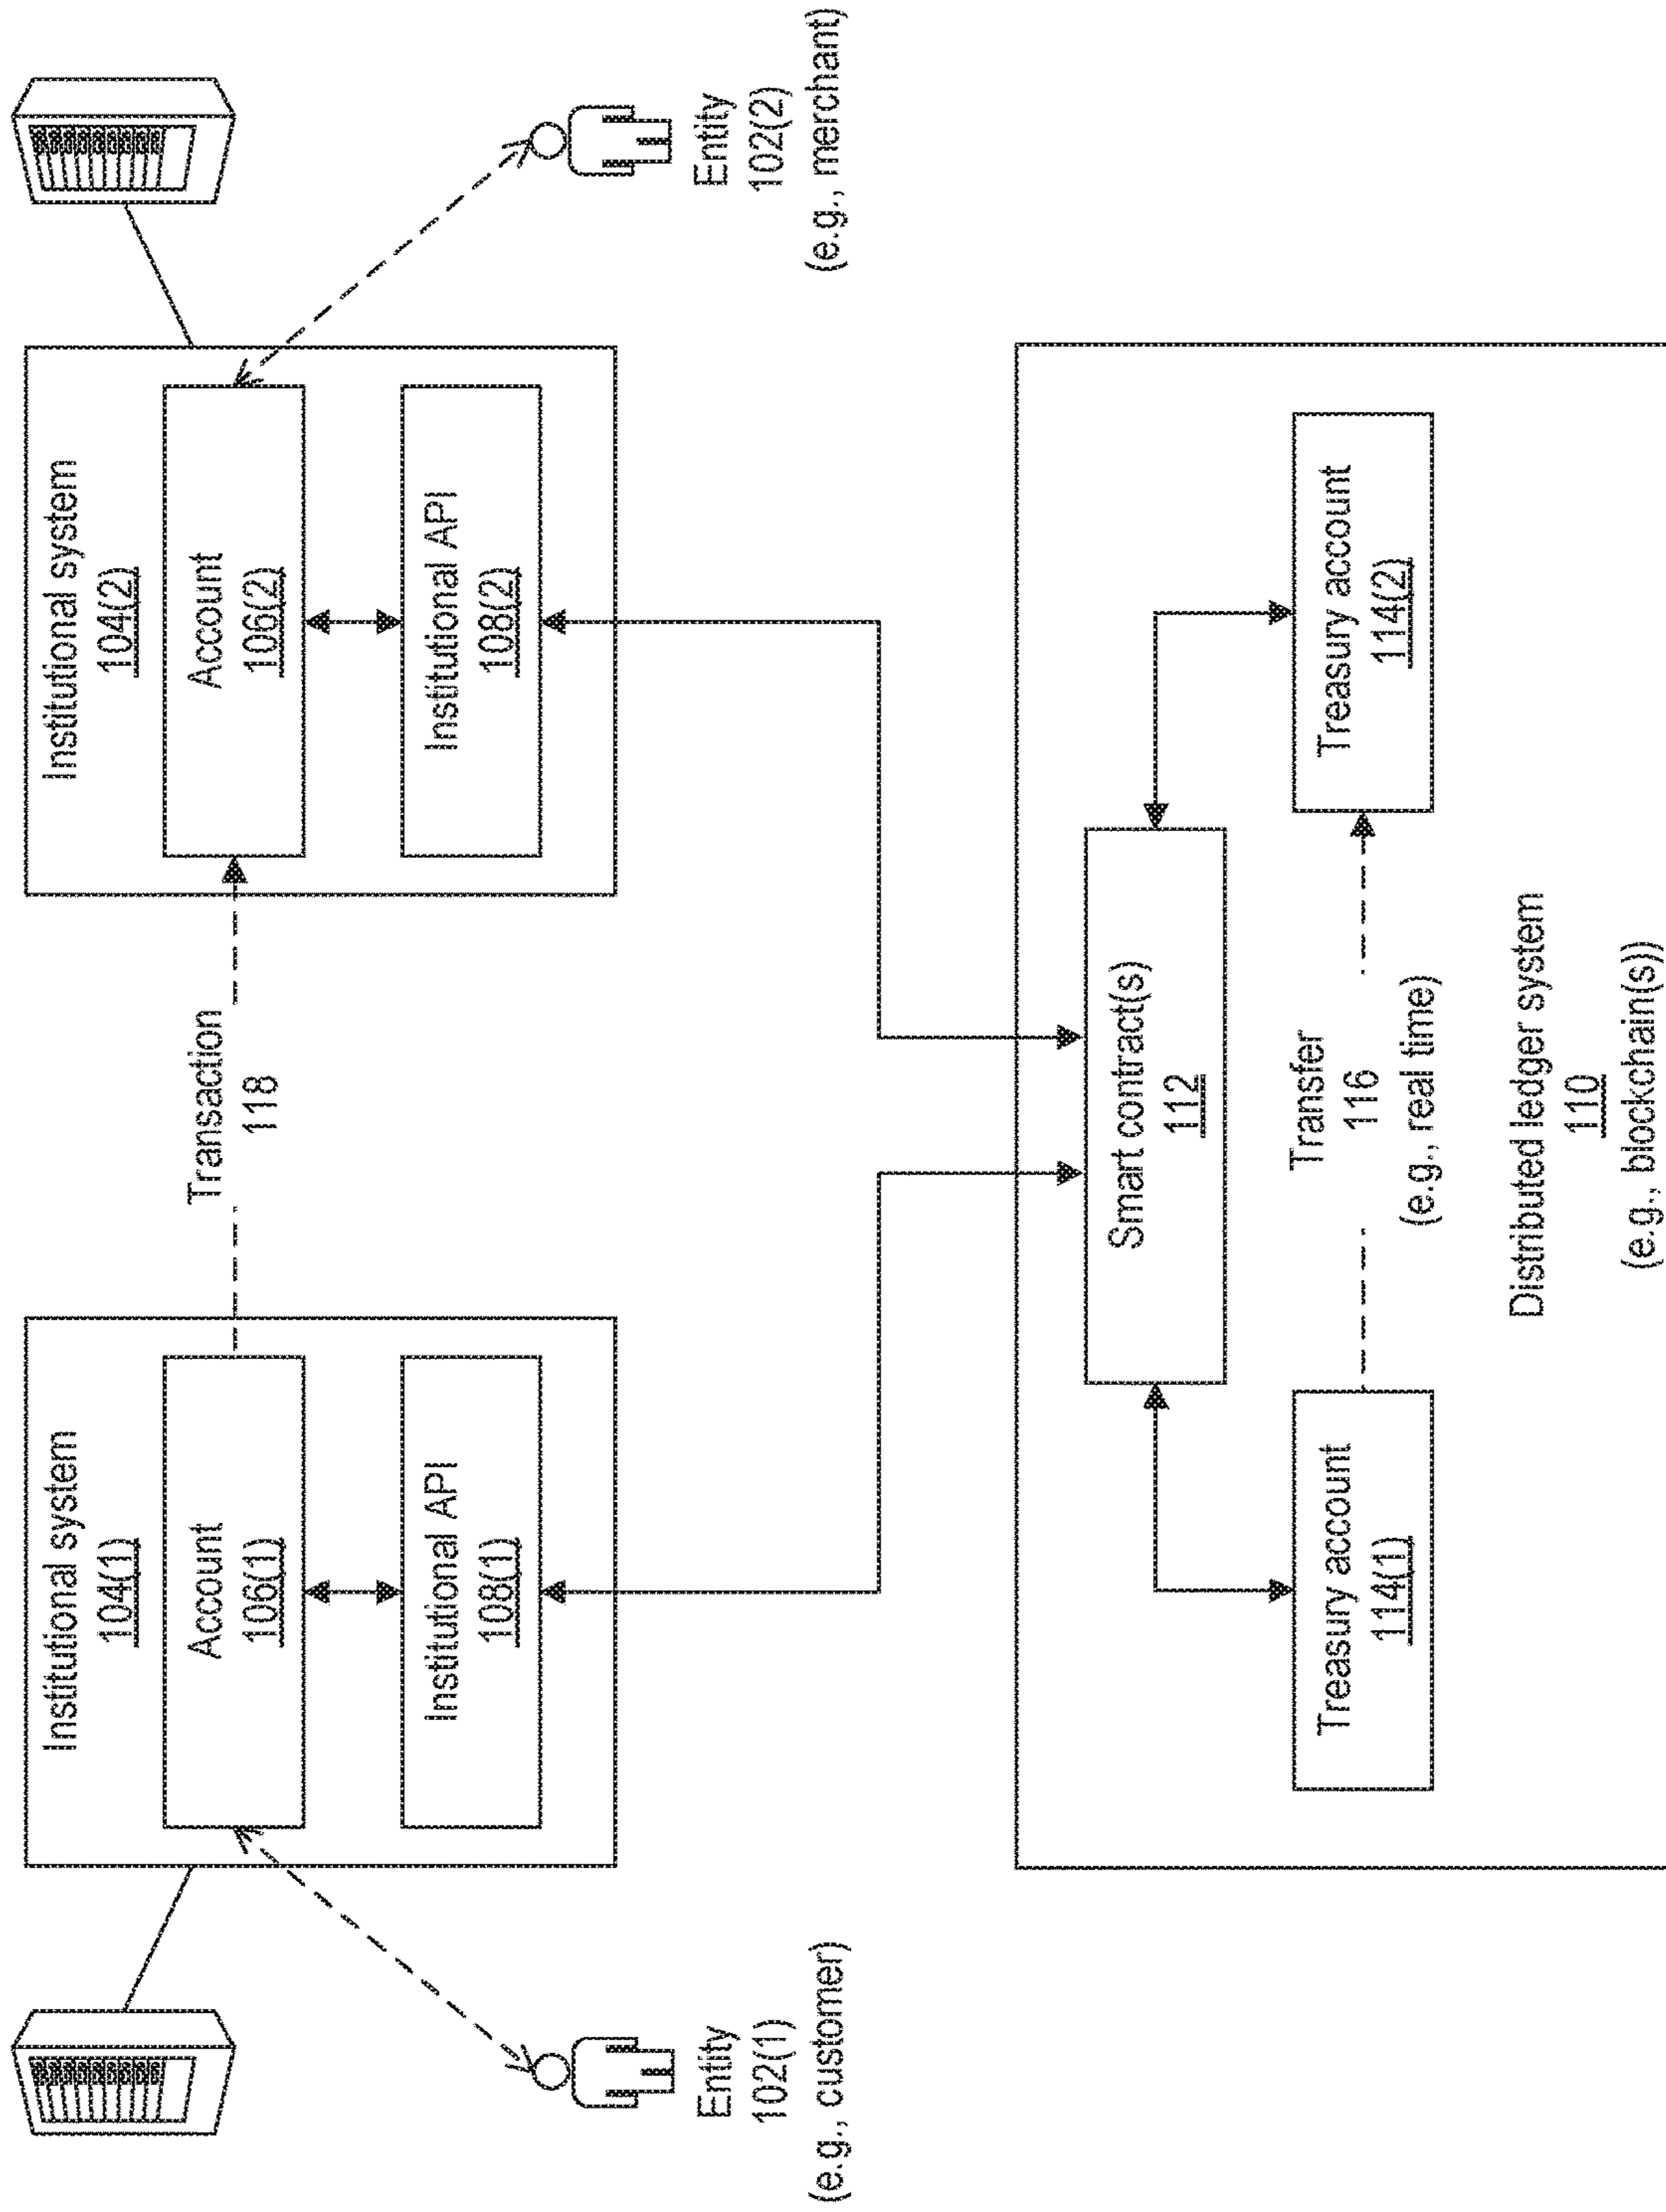 Institutional system
104(1)
Account
106(1)
Institutional API
108(1)
Transaction
118
Institutional system
104(2)
Account
106(2)
Institutional API
108(2)
Entity
102(1)
(e.g., customer)
Entity
102(2)
(e.g., merchant)
Smart contract(s)
112
Treasury account
114(1)
Transfer
116
(e.g., real time)
Treasury account
114(2)
Distributed ledger system
110
(e.g., blockchain(s))